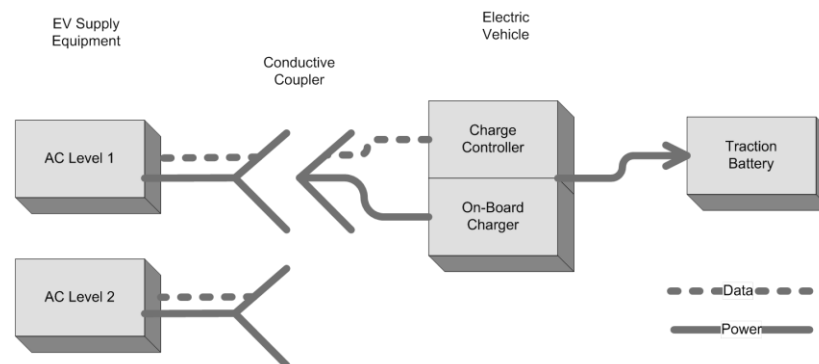 EV Supply
Equipment
Conductive
Coupler
Electric
Vehicle
AC Level 1
Charge
Controller
On-Board
Charger
Traction
Battery
AC Level 2
Data
Power